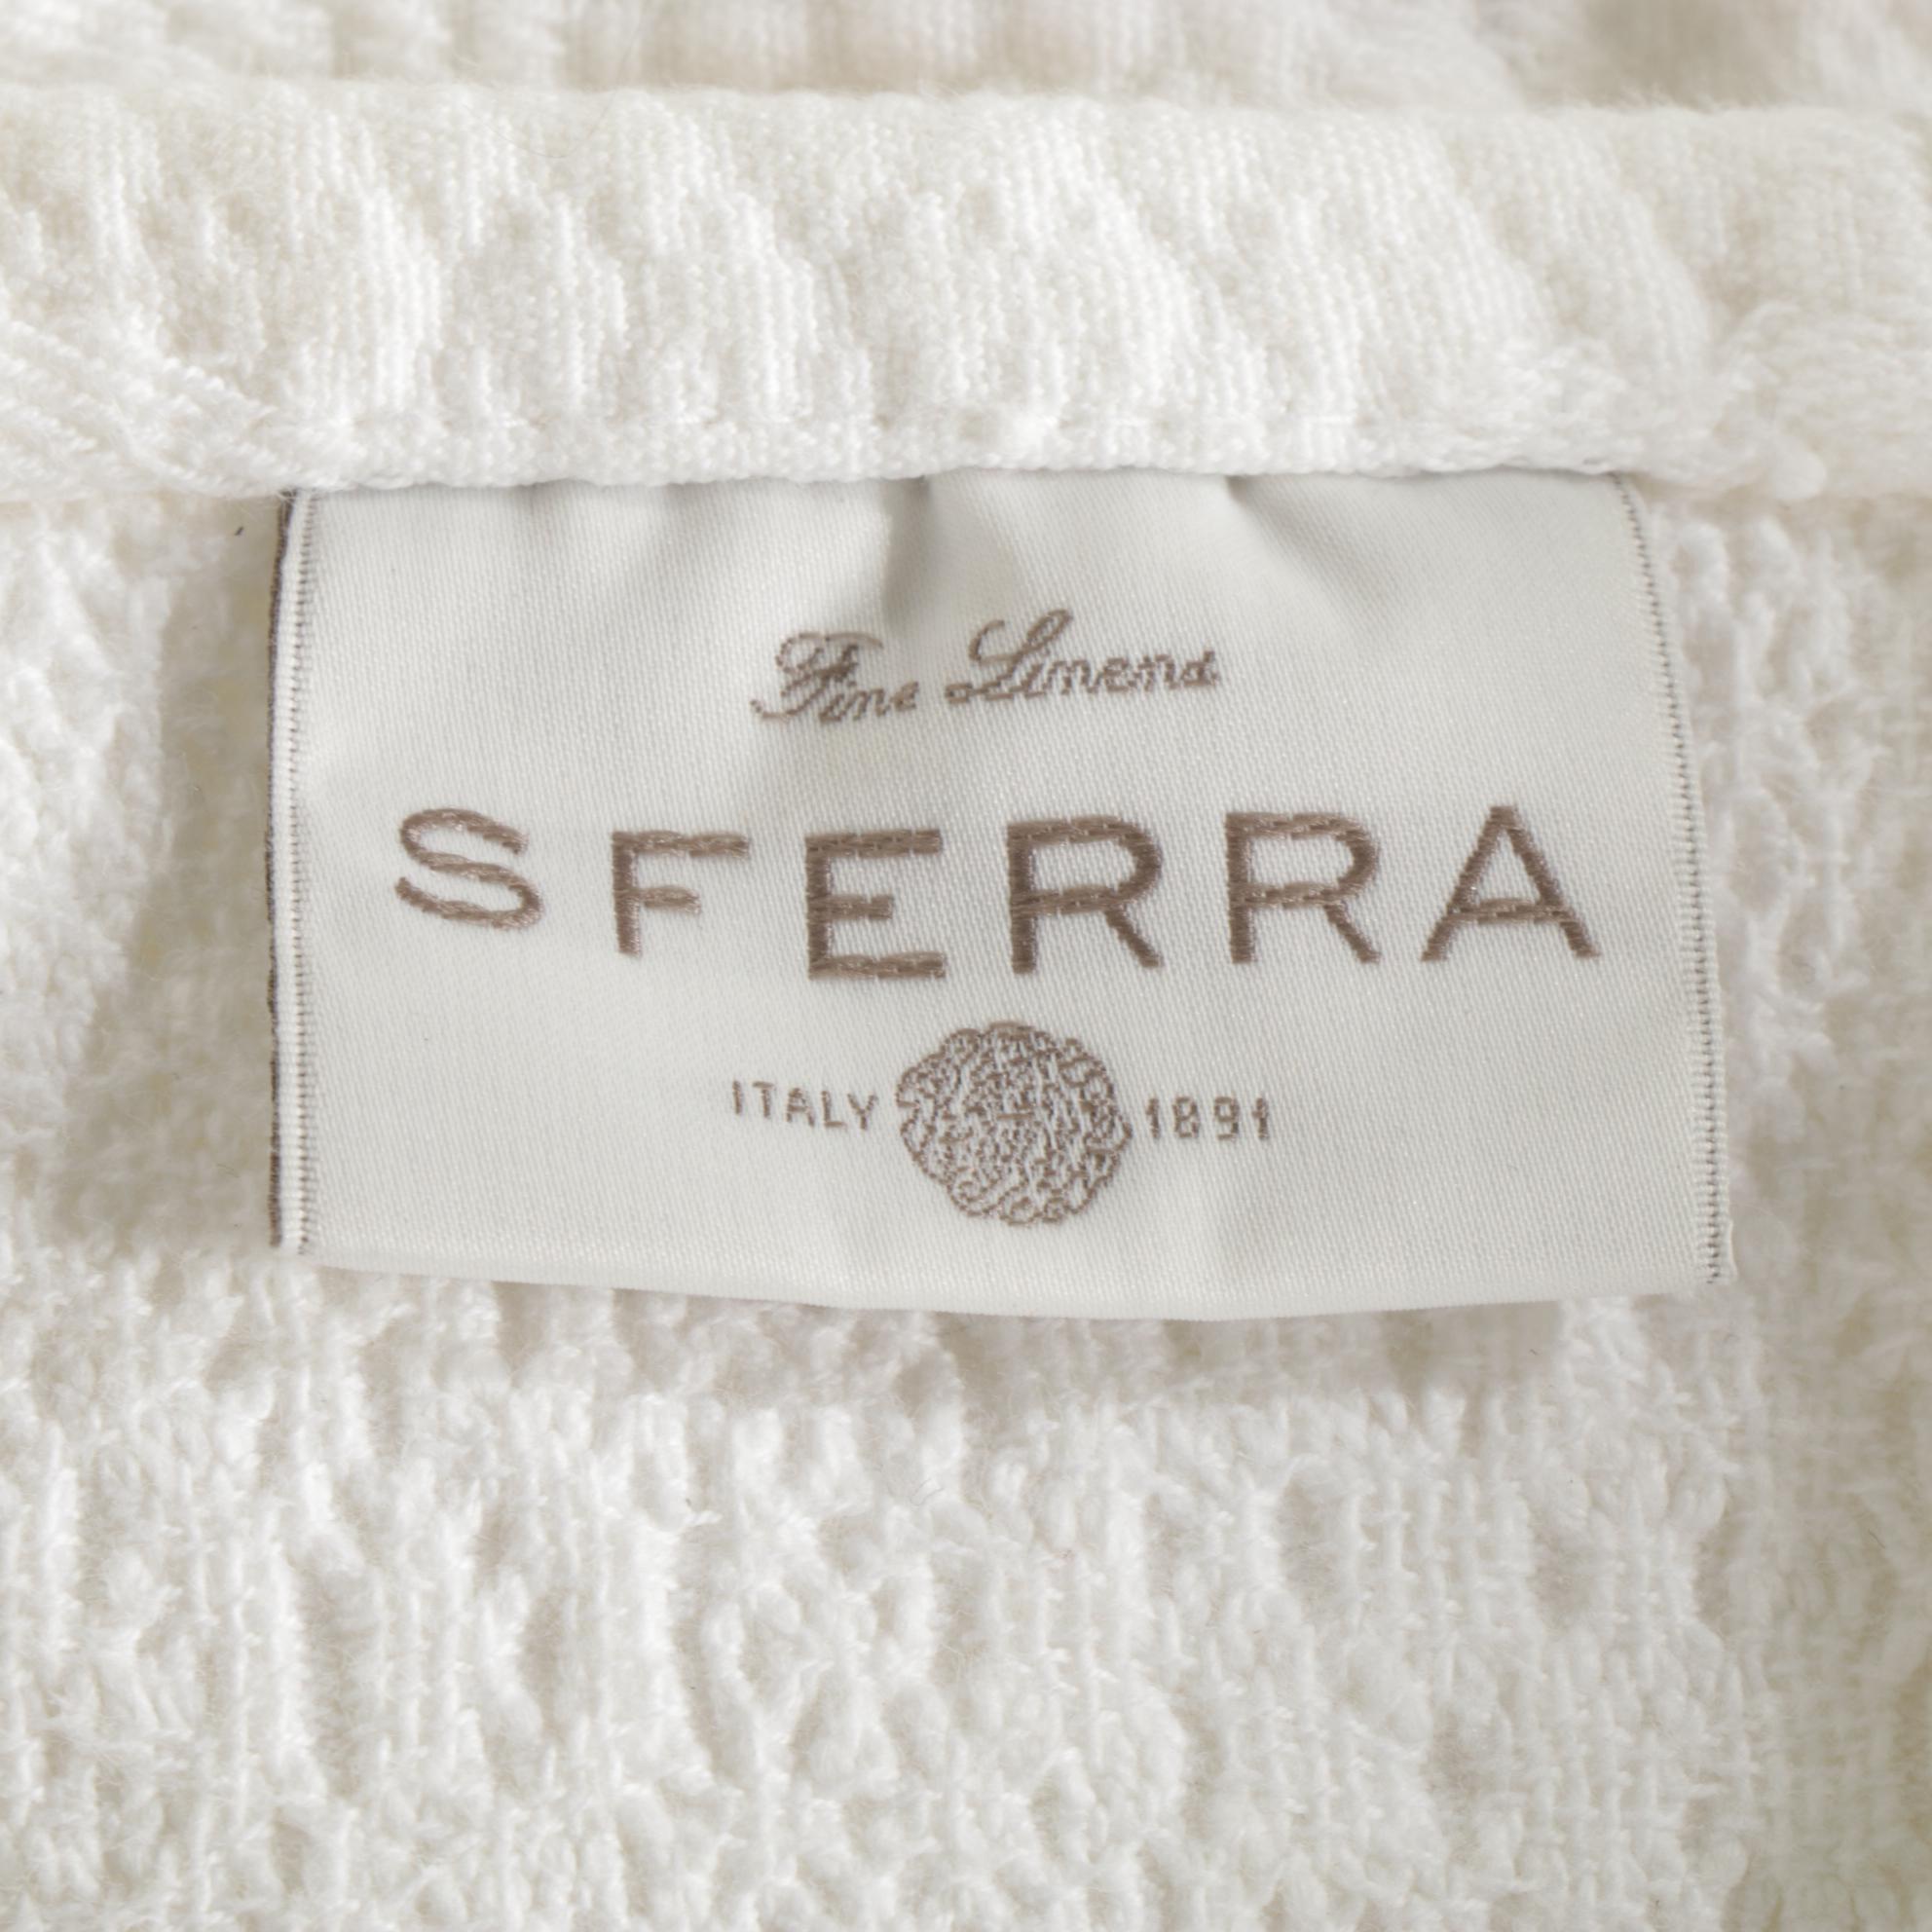 Fine Linens
SFERRA
ITALY 1891